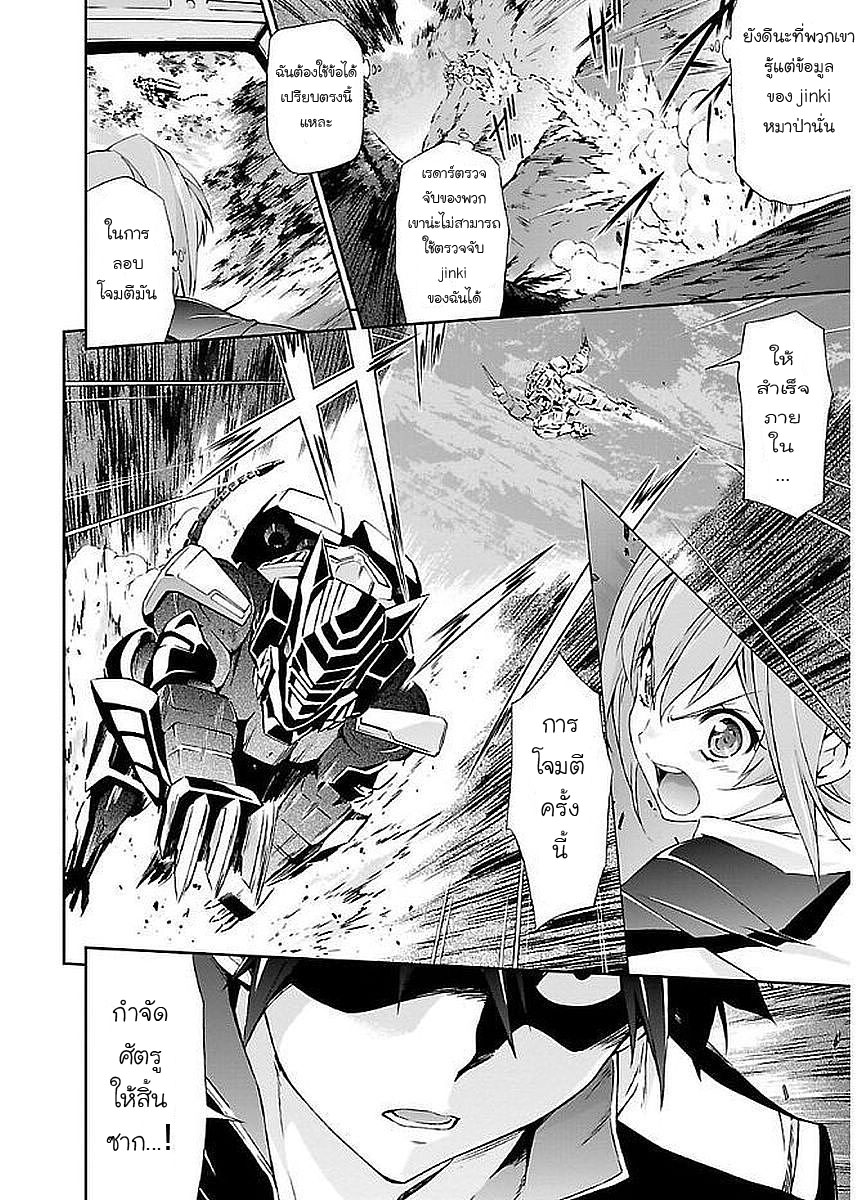 ยังดีนะที่พวกเขา
รู้แต่ข้อมูล
ของ jinki
หมาป่านั่น
เรดาร์ตรวจ
จับของพวก
เขาน่ะไม่สามารถ
ใช้ตรวจจับ
jinki
ของฉันได้
ฉันต้องใช้ข้อได้
เปรียบตรงนี้
แหละ
ในการ
ลอบ
โจมตีมัน
ให้
สำเร็จ
ภาย
ใน
...
การ
โจมตี
ครั้ง
นี้
กำจัด
ศัตรู
ให้สิ้น
ซาก...!